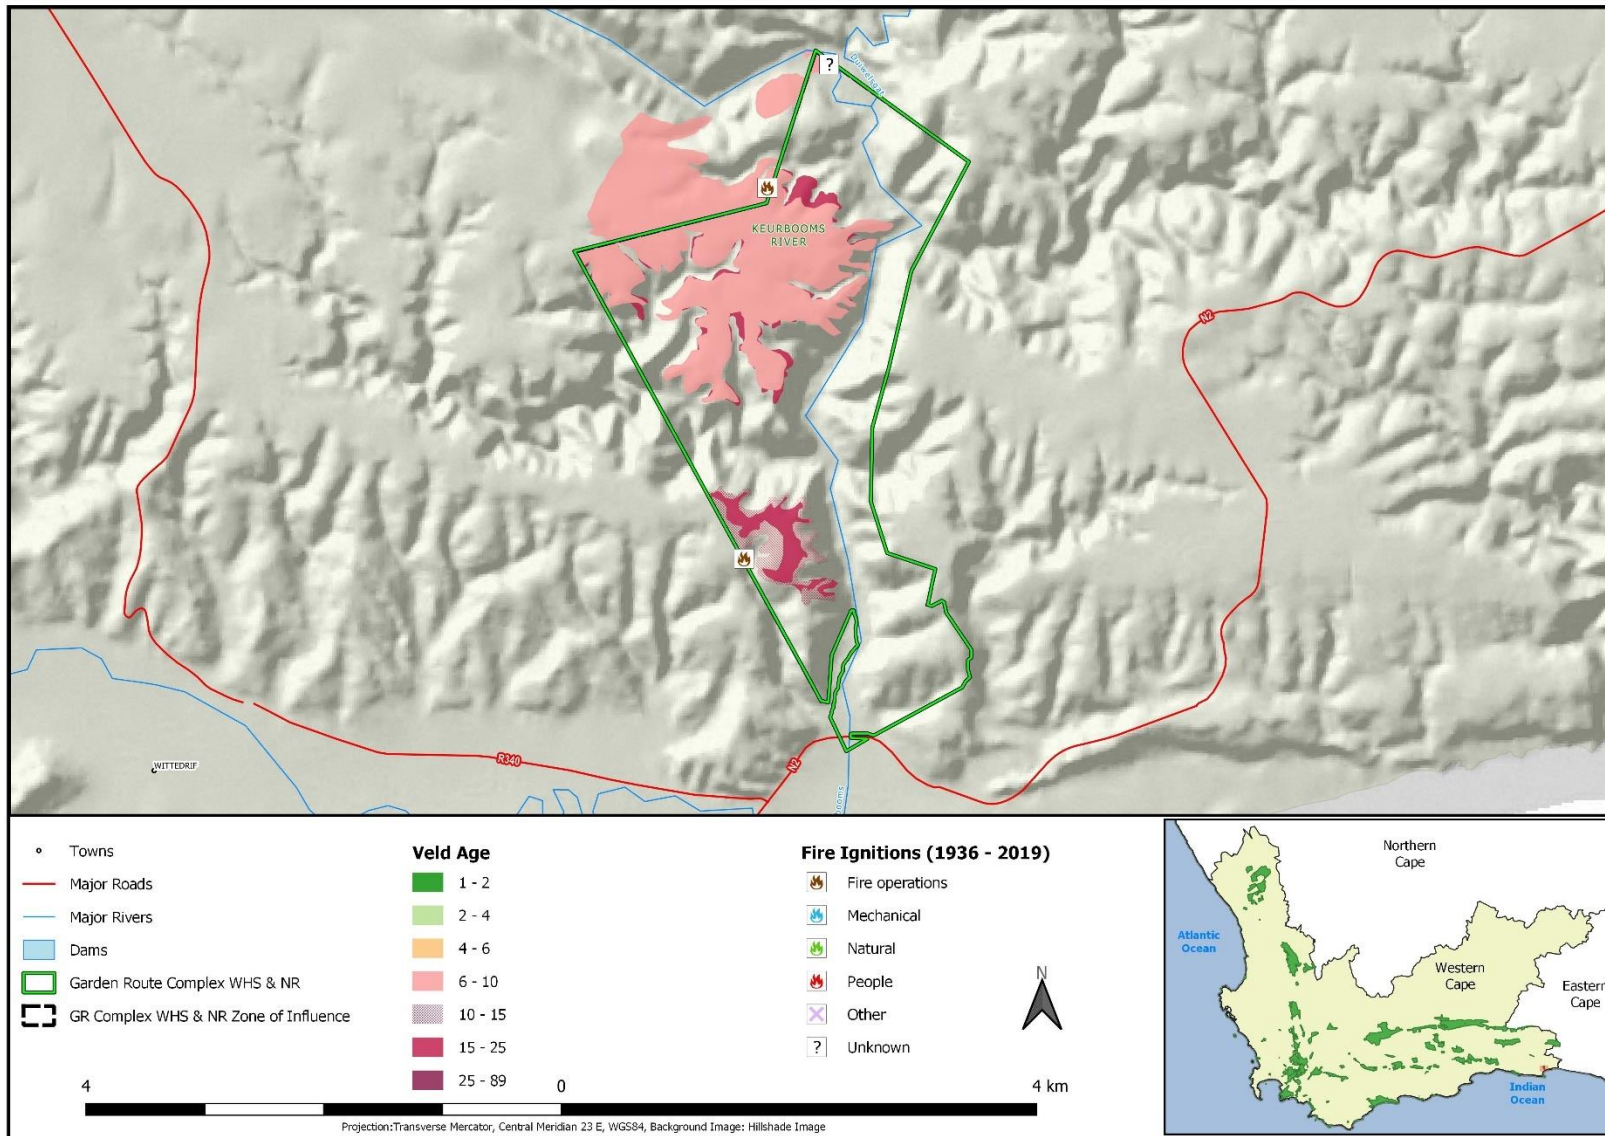 Duiwelsgat
?
KEURBOOMS
RIVER
N2
WITTEDRIF
R340
N2
Towns
Major Roads
Major Rivers
Dams
Garden Route Complex WHS & NR
GR Complex WHS & NR Zone of Influence
Veld Age
1 - 2
2 - 4
4 - 6
6 - 10
10 - 15
15 - 25
25 - 89
Fire Ignitions (1936 - 2019)
Fire operations
Mechanical
Natural
People
Other
? Unknown
N
4 0 4 km
Projection:Transverse Mercator, Central Meridian 23 E, WGS84, Background Image: Hillshade Image
Northern
Cape
Atlantic
Ocean
Western
Cape
Eastern
Cape
Indian
Ocean